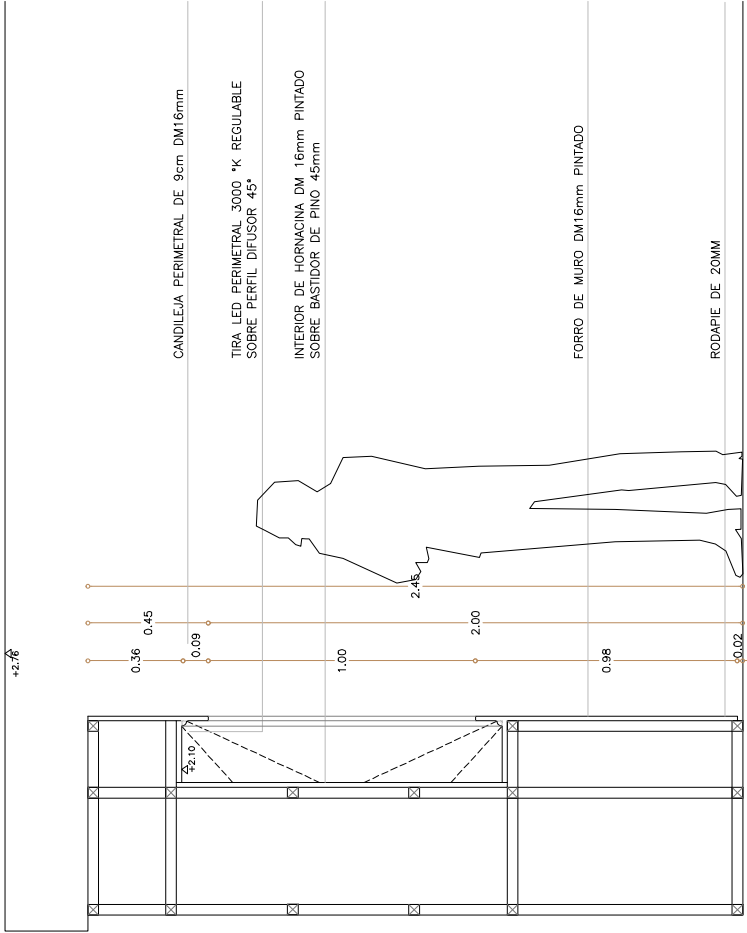 CANDILEJA PERIMETRAL DE 9cm DM16mm
TIRA LED PERIMETRAL 3000 °K REGULABLE
SOBRE PERFIL DIFUSOR 45°
INTERIOR DE HORNACINA DM 16mm PINTADO
SOBRE BASTIDOR DE PINO 45mm
FORRO DE MURO DM16mm PINTADO
RODAPIE DE 20MM
2.45
0.45
2.00
0.36
0.09
1.00
0.98
0.02
+2.76
+2.10